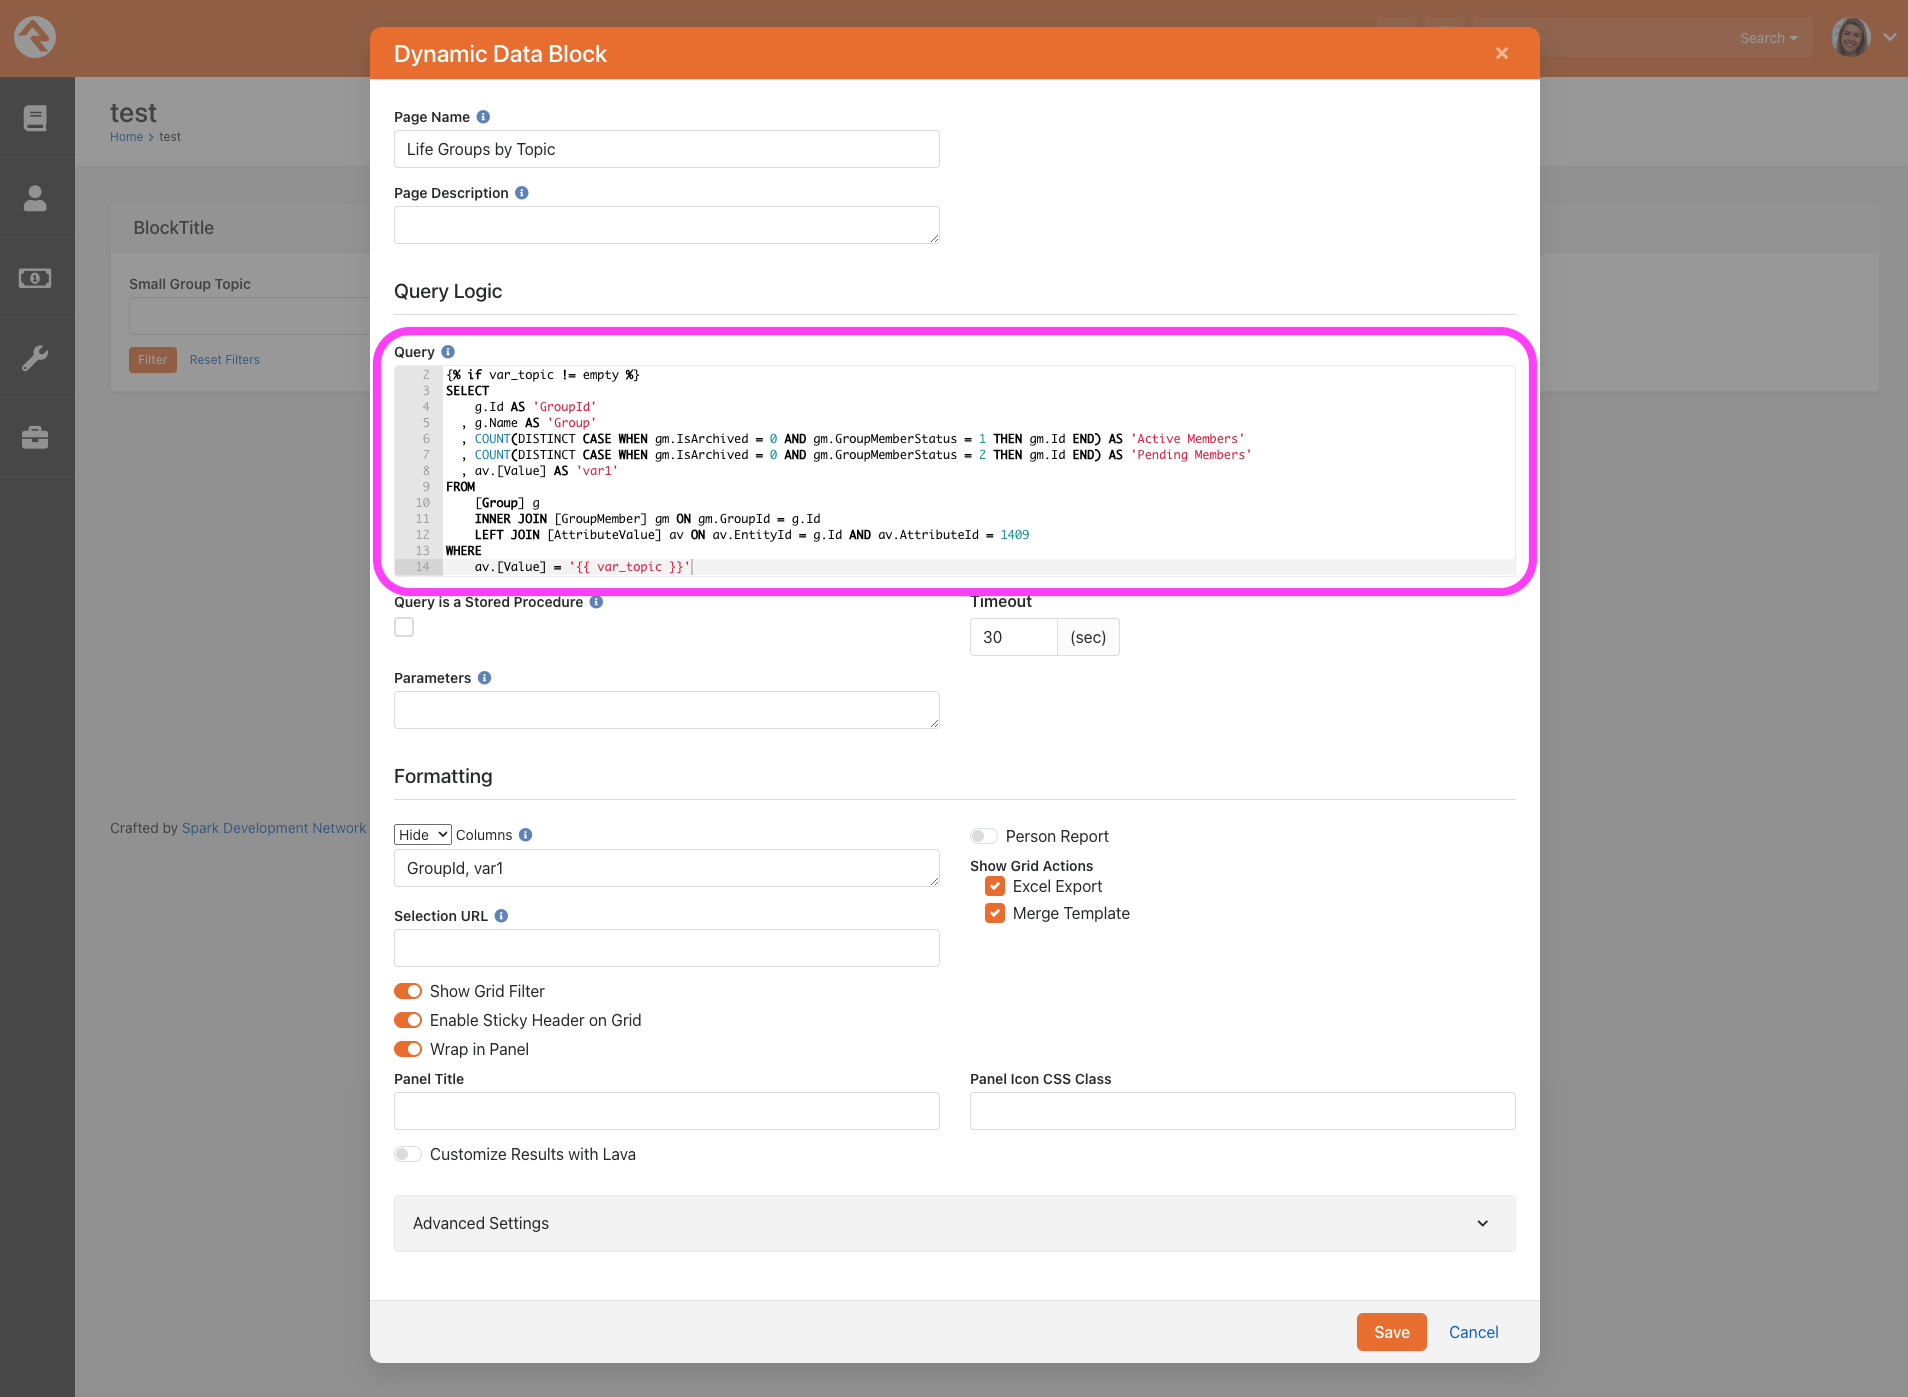 Dynamic Data Block
×
Search
test
Home > test
BlockTitle
Small Group Topic
Filter
Reset Filters
Crafted by Spark Development Network
Page Name
Life Groups by Topic
Page Description
Query Logic
Query
2 {% if var_topic != empty %}
3 SELECT
4 g.Id AS 'GroupId'
5 , g.Name AS 'Group'
6 , COUNT(DISTINCT CASE WHEN gm.IsArchived = 0 AND gm.GroupMemberStatus = 1 THEN gm.Id END) AS 'Active Members'
7 , COUNT(DISTINCT CASE WHEN gm.IsArchived = 0 AND gm.GroupMemberStatus = 2 THEN gm.Id END) AS 'Pending Members'
8 , av.[Value] AS 'var1'
9 FROM
10 [Group] g
11 INNER JOIN [GroupMember] gm ON gm.GroupId = g.Id
12 LEFT JOIN [AttributeValue] av ON av.EntityId = g.Id AND av.AttributeId = 1409
13 WHERE
14 av.[Value] = '{{ var_topic }}'
Query is a Stored Procedure
Timeout
30 (sec)
Parameters
Formatting
Hide Columns
GroupId, var1
Person Report
Show Grid Actions
Excel Export
Merge Template
Selection URL
Show Grid Filter
Enable Sticky Header on Grid
Wrap in Panel
Panel Title
Panel Icon CSS Class
Customize Results with Lava
Advanced Settings
Save
Cancel